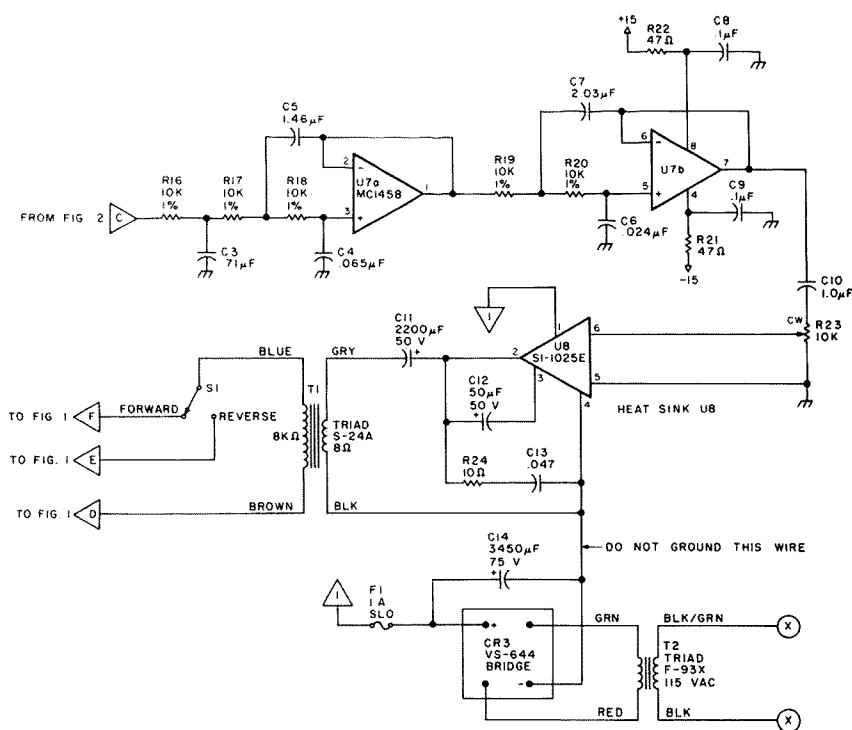 +15
R22
47Ω
C8
.1µF
C7
2.03µF
C5
1.46µF
6
8
U7b
7
5
4
R16
10K
1%
R17
10K
1%
R18
10K
1%
2
U7a
MC1458
1
3
R19
10K
1%
R20
10K
1%
C9
.1µF
FROM FIG 2
C
C3
.71µF
C4
.065µF
C6
.024µF
R21
47Ω
-15
C10
1.0µF
C11
2200µF
50 V
+
1
1
U8
SI-1025E
2
3
6
5
4
CW
R23
10K
HEAT SINK U8
BLUE
GRY
T1
S1
C12
50µF
50 V
+
TO FIG. 1
F
FORWARD
REVERSE
8KΩ
TRIAD
S-24A
8Ω
TO FIG. 1
E
R24
10Ω
C13
.047
TO FIG. 1
D
BROWN
BLK
C14
3450µF
75 V
+
DO NOT GROUND THIS WIRE
1
F1
1A
SLO
+
CR3
VS-644
BRIDGE
-
GRN
RED
BLK/GRN
X
T2
TRIAD
F-93X
115 VAC
BLK
X